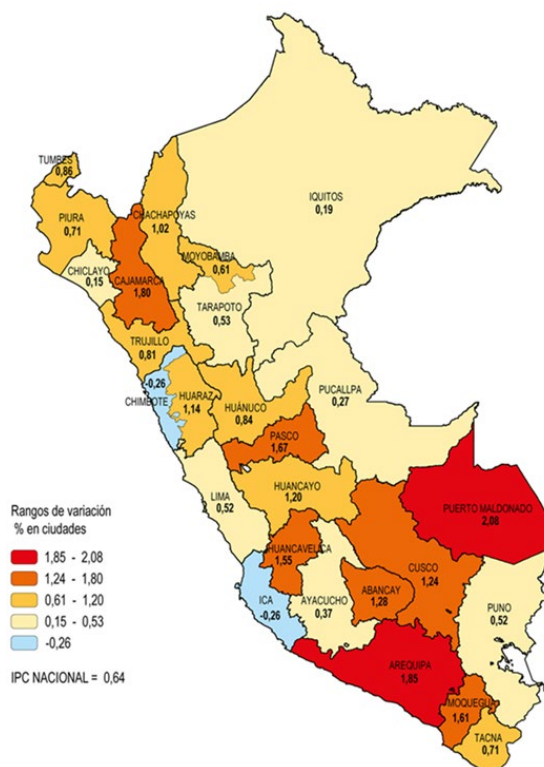 TUMBES
0,86
PIURA
0,71
CHACHAPOYAS
1,02
IQUITOS
0,19
MOYOBAMBA
0,61
CHICLAYO
0,15
CAJAMARCA
1,80
TARAPOTO
0,53
TRUJILLO
0,81
-0,26
CHIMBOTE
HUARAZ
1,14
HUÁNUCO
0,84
PUCALLPA
0,27
PASCO
1,67
LIMA
0,52
HUANCAYO
1,20
PUERTO MALDONADO
2,08
HUANCAVELICA
1,55
CUSCO
1,24
ICA
-0,26
AYACUCHO
0,37
ABANCAY
1,28
PUNO
0,52
AREQUIPA
1,85
MOQUEGUA
1,61
TACNA
0,71
Rangos de variación
% en ciudades
1,85 - 2,08
1,24 - 1,80
0,61 - 1,20
0,15 - 0,53
-0,26
IPC NACIONAL = 0,64